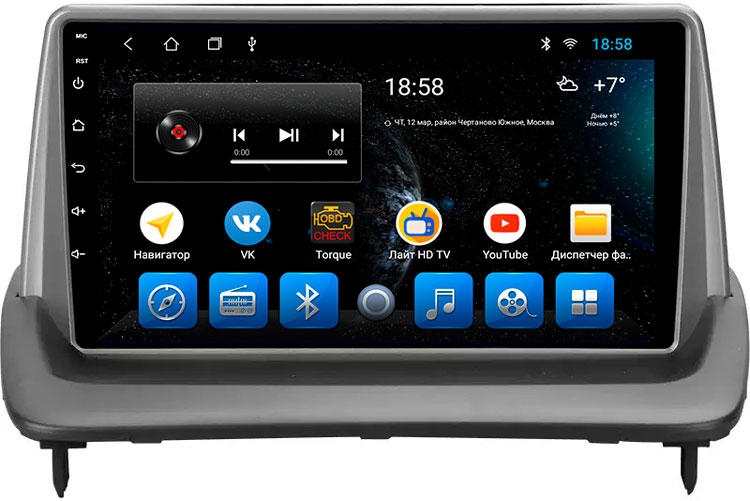 MIC
18:58
RST
18:58
+7°
ЧТ, 12 мар, район Чертаново Южное, Москва
Днём +8°
Ночью +5°
0:00
0:00
OBD
CHECK
Навигатор
VK
Torque
Лайт HD TV
YouTube
Диспетчер фа..